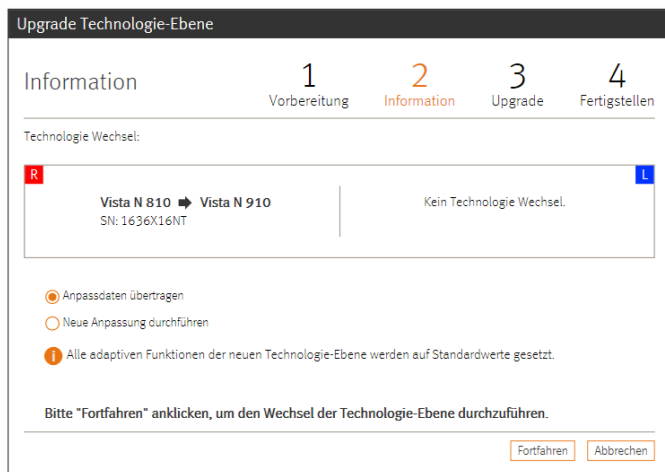 Upgrade Technologie-Ebene
Information
1
Vorbereitung
2
Information
3
Upgrade
4
Fertigstellen
Technologie Wechsel:
R
L
Vista N 810 ➡ Vista N 910
SN: 1636X16NT
Kein Technologie Wechsel.
Anpassdaten übertragen
Neue Anpassung durchführen
i Alle adaptiven Funktionen der neuen Technologie-Ebene werden auf Standardwerte gesetzt.
Bitte "Fortfahren" anklicken, um den Wechsel der Technologie-Ebene durchzuführen.
Fortfahren
Abbrechen